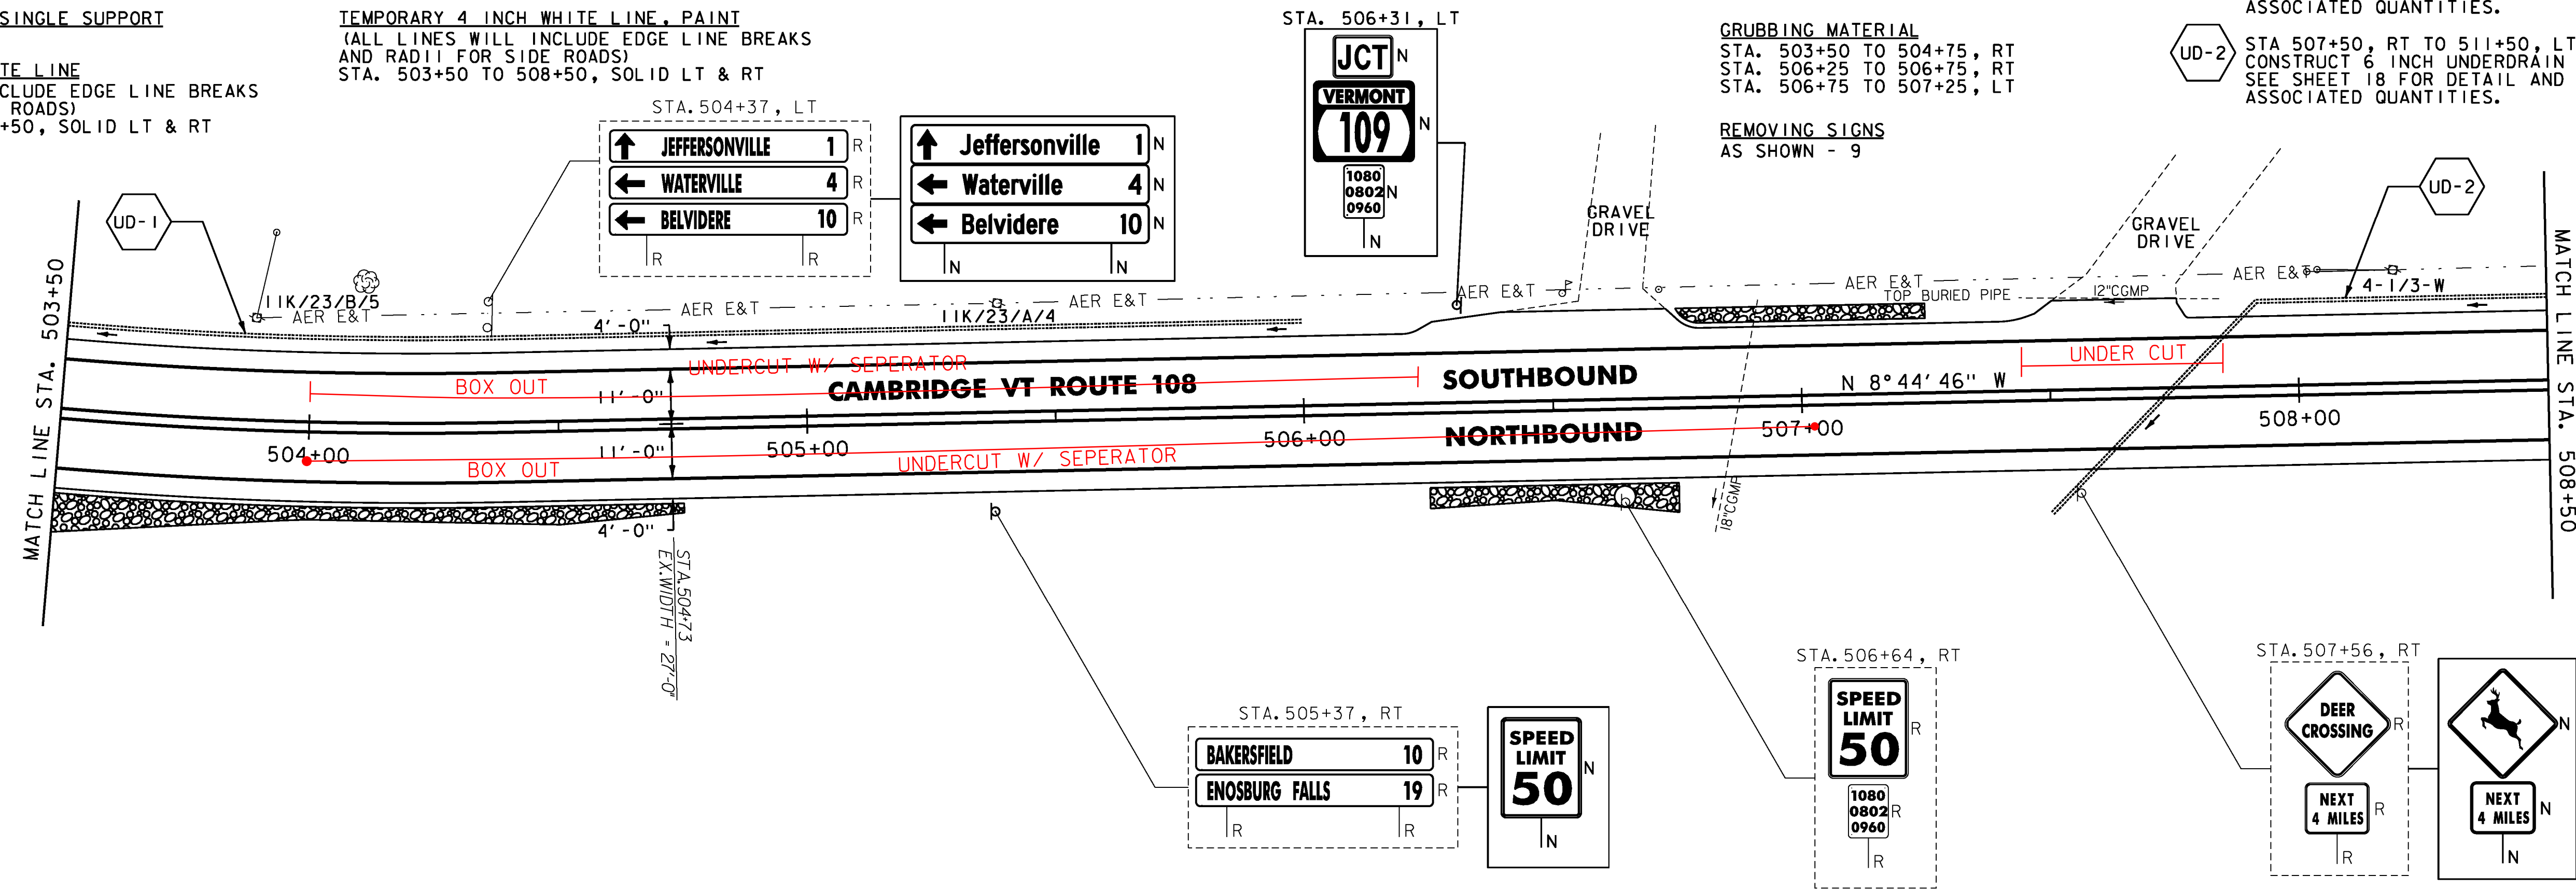 SINGLE SUPPORT
TE LINE
CLUDE EDGE LINE BREAKS
ROADS)
+50, SOLID LT & RT
TEMPORARY 4 INCH WHITE LINE, PAINT
(ALL LINES WILL INCLUDE EDGE LINE BREAKS
AND RADII FOR SIDE ROADS)
STA. 503+50 TO 508+50, SOLID LT & RT
GRUBBING MATERIAL
STA. 503+50 TO 504+75, RT
STA. 506+25 TO 506+75, RT
STA. 506+75 TO 507+25, LT
REMOVING SIGNS
AS SHOWN - 9
ASSOCIATED QUANTITIES.
UD-2
STA 507+50, RT TO 511+50, LT
CONSTRUCT 6 INCH UNDERDRAIN
SEE SHEET 18 FOR DETAIL AND
ASSOCIATED QUANTITIES.
STA. 504+37, LT
JEFFERSONVILLE 1 R
WATERVILLE 4 R
BELVIDERE 10 R
R R
Jeffersonville 1 N
Waterville 4 N
Belvidere 10 N
N N
STA. 506+31, LT
JCT N
VERMONT
109 N
1080
0802 N
0960
N
UD-1
UD-2
GRAVEL
DRIVE
GRAVEL
DRIVE
MATCH LINE STA. 503+50
MATCH LINE STA. 508+50
11K/23/B/5
AER E&T
AER E&T
11K/23/A/4
AER E&T
AER E&T
AER E&T
AER E&T
TOP BURIED PIPE
12"CGMP
4-1/3-W
4'-0"
UNDERCUT W/ SEPERATOR
BOX OUT
11'-0"
CAMBRIDGE VT ROUTE 108
SOUTHBOUND
N 8°44'46" W
UNDER CUT
504+00
505+00
506+00
507+00
508+00
NORTHBOUND
11'-0"
BOX OUT
UNDERCUT W/ SEPERATOR
4'-0"
18"CGMP
STA.504+73
EX.WIDTH = 27'-0"
STA. 505+37, RT
BAKERSFIELD 10 R
ENOSBURG FALLS 19 R
R R
SPEED
LIMIT
50 N
N
STA. 506+64, RT
SPEED
LIMIT R
50
1080
0802 R
0960
R
STA. 507+56, RT
DEER
CROSSING R
NEXT
4 MILES R
R
N
NEXT
4 MILES N
N